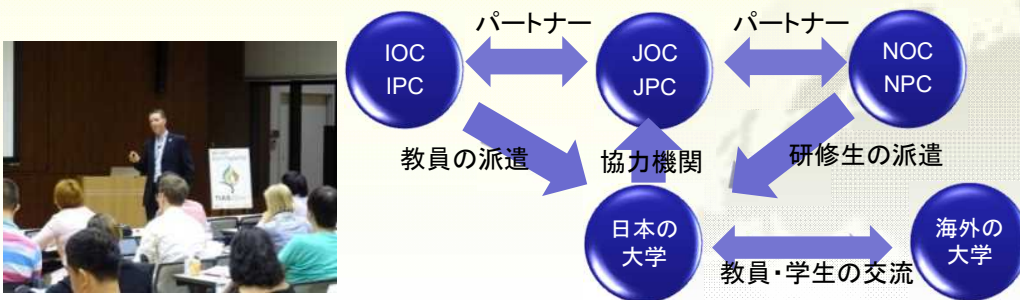 パートナー
パートナー
IOC
IPC
JOC
JPC
NOC
NPC
教員の派遣
協力機関
研修生の派遣
日本の
大学
海外の
大学
教員・学生の交流